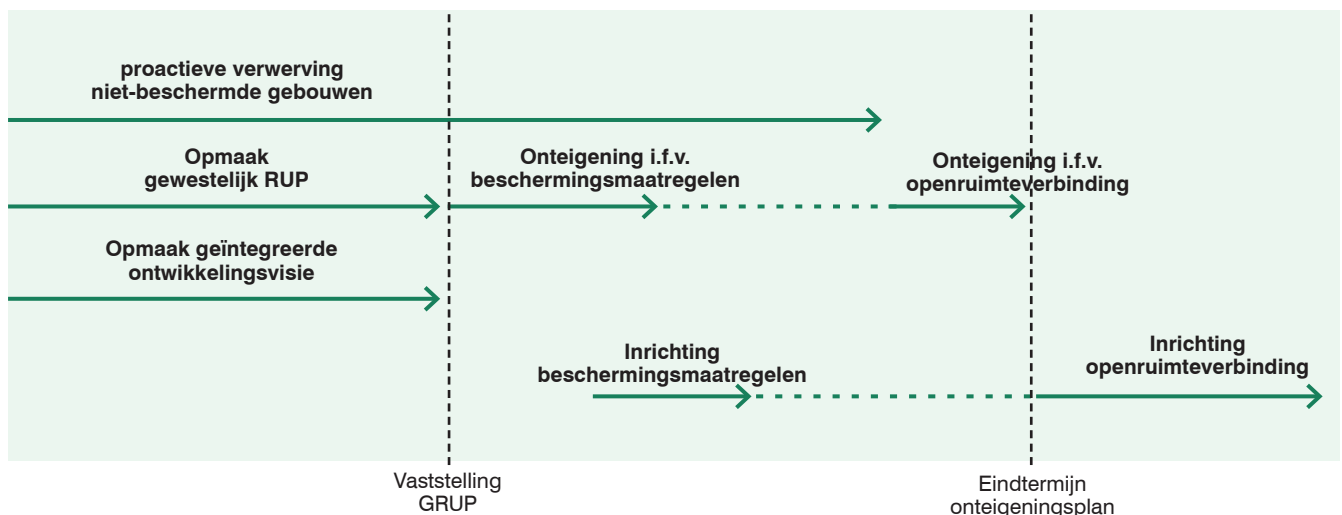 proactieve verwerving
niet-beschermde gebouwen
Opmaak
gewestelijk RUP
Onteigening i.f.v.
beschermingsmaatregelen
Onteigening i.f.v.
openruimteverbinding
Opmaak geïntegreerde
ontwikkelingsvisie
Inrichting
beschermingsmaatregelen
Inrichting
openruimteverbinding
Vaststelling
GRUP
Eindtermijn
onteigeningsplan